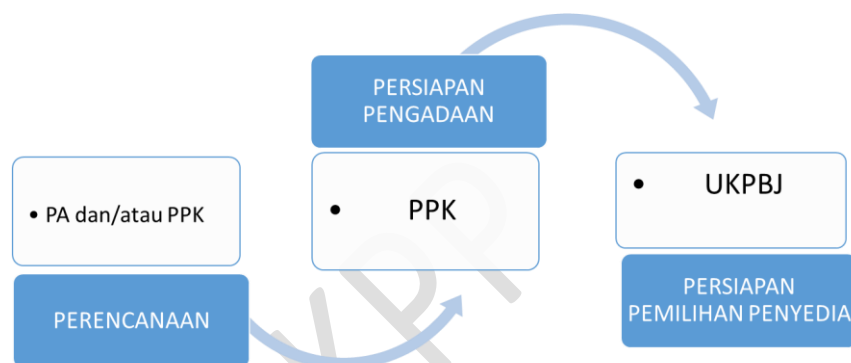 • PA dan/atau PPK
PERENCANAAN
PERSIAPAN
PENGADAAN
• PPK
• UKPBJ
PERSIAPAN
PEMILIHAN PENYEDIA